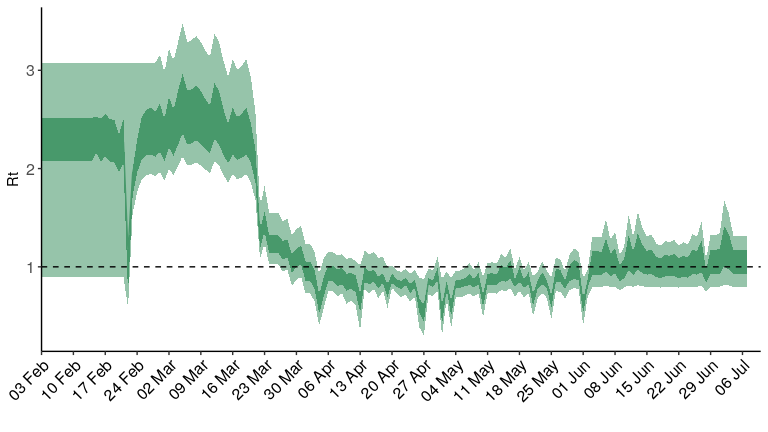 3
2
1
Rt
03 Feb
10 Feb
17 Feb
24 Feb
02 Mar
09 Mar
16 Mar
23 Mar
30 Mar
06 Apr
13 Apr
20 Apr
27 Apr
04 May
11 May
18 May
25 May
01 Jun
08 Jun
15 Jun
22 Jun
29 Jun
06 Jul